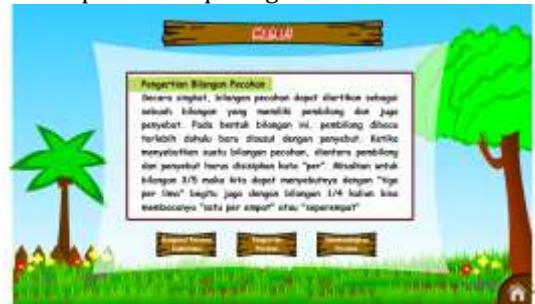 MATERI
Pengertian Bilangan Pecahan
Secara singkat, bilangan pecahan dapat diartikan sebagai
sebuah bilangan yang memiliki pembilang dan juga
penyebut. Pada bentuk bilangan ini, pembilang dibaca
terlebih dahulu baru disusul dengan penyebut. Ketika
menyebutkan suatu bilangan pecahan, diantara pembilang
dan penyebut harus disisipkan kata "per". Misalkan untuk
bilangan 3/5 maka kita dapat menyebutnya dengan "tiga
per lima" begitu juga dengan bilangan 1/4 kalian bisa
membacanya "satu per empat" atau "seperempat"